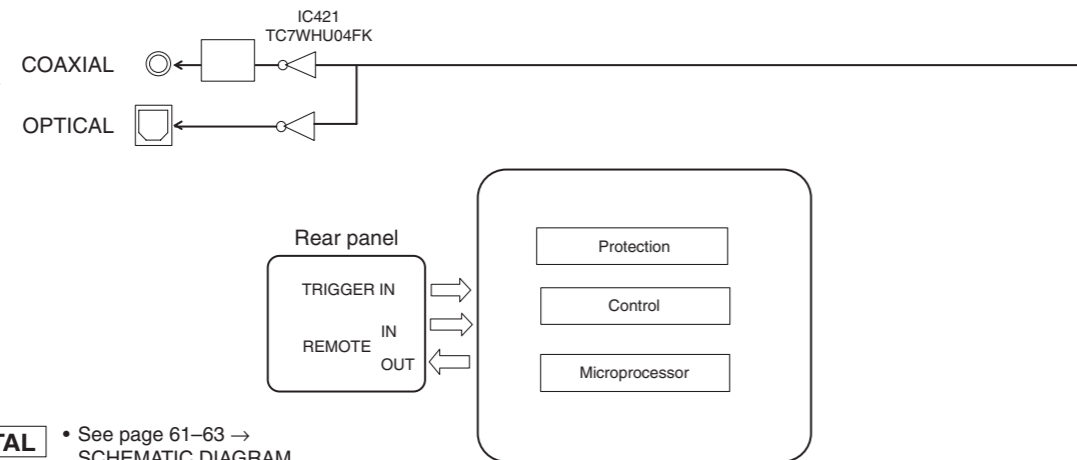 IC421
TC7WHU04FK
COAXIAL
OPTICAL
Rear panel
TRIGGER IN
REMOTE
IN
OUT
Protection
Control
Microprocessor
TAL
• See page 61–63 →
SCHEMATIC DIAGRAM